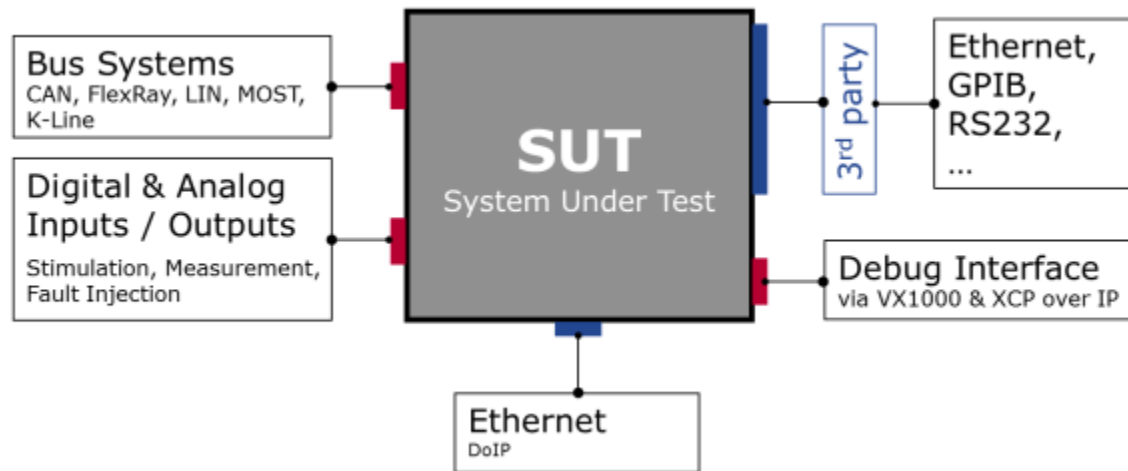 Bus Systems
CAN, FlexRay, LIN, MOST,
K-Line
Digital & Analog
Inputs / Outputs
Stimulation, Measurement,
Fault Injection
SUT
System Under Test
3rd party
Ethernet,
GPIB,
RS232,
...
Debug Interface
via VX1000 & XCP over IP
Ethernet
DoIP